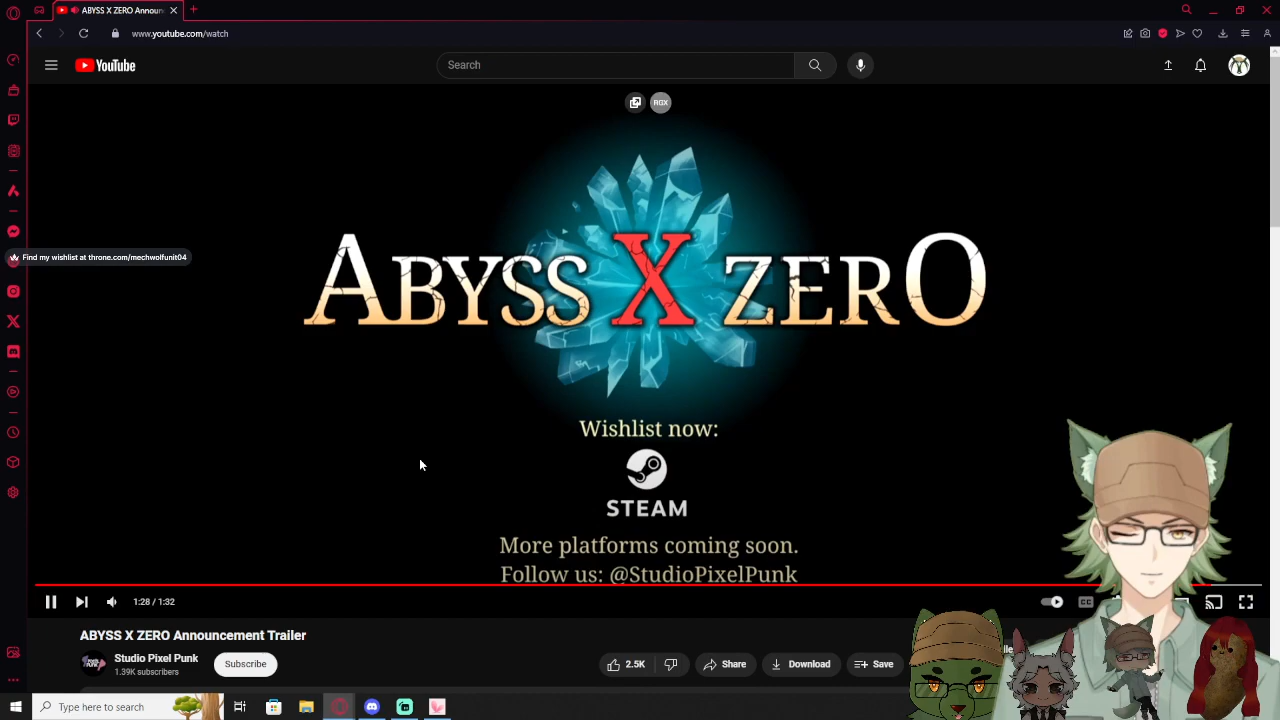 ABYSS X ZERO Announ
www.youtube.com/watch
YouTube
Search
RGX
ABYSS X ZERO
Find my wishlist at throne.com/mechwolfunit04
Wishlist now:
STEAM
More platforms coming soon.
Follow us: @StudioPixelPunk
1:28 / 1:32
CC
ABYSS X ZERO Announcement Trailer
Studio Pixel Punk
1.39K subscribers
Subscribe
2.5K
Share
Download
Save
Type here to search